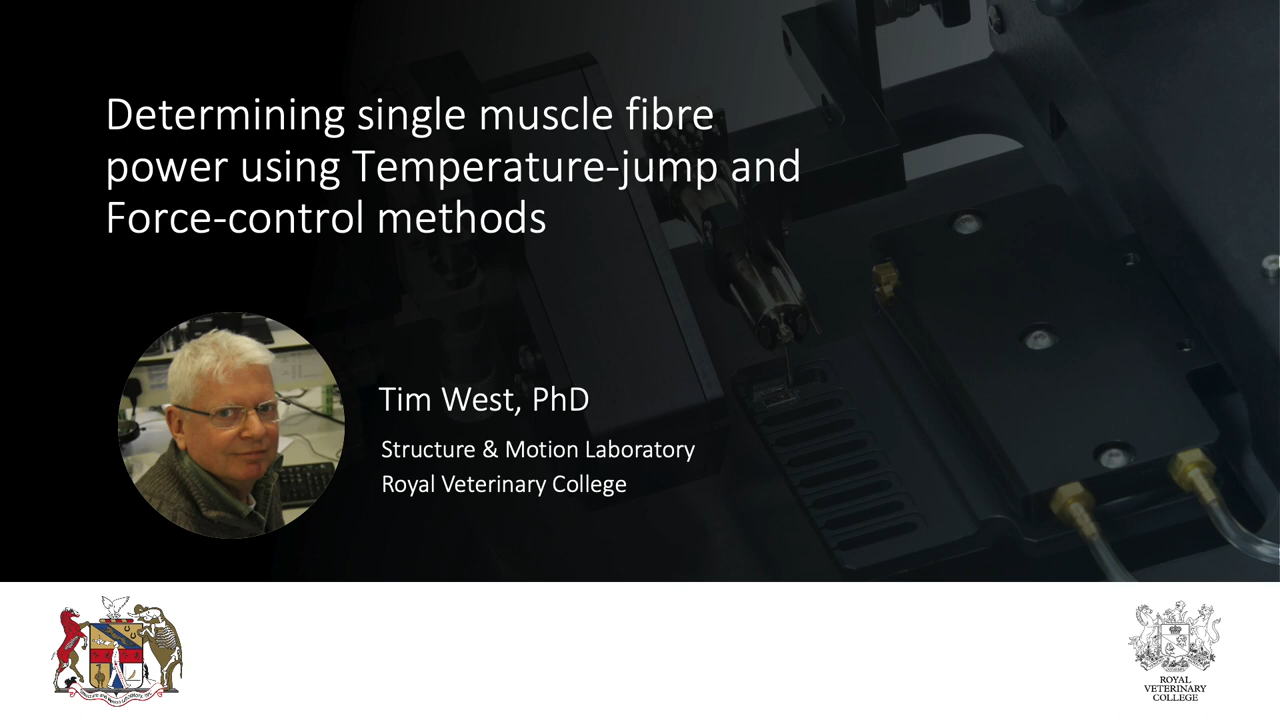 Determining single muscle fibre
power using Temperature-jump and
Force-control methods
Tim West, PhD
Structure & Motion Laboratory
Royal Veterinary College
ROYAL
VETERINARY
COLLEGE